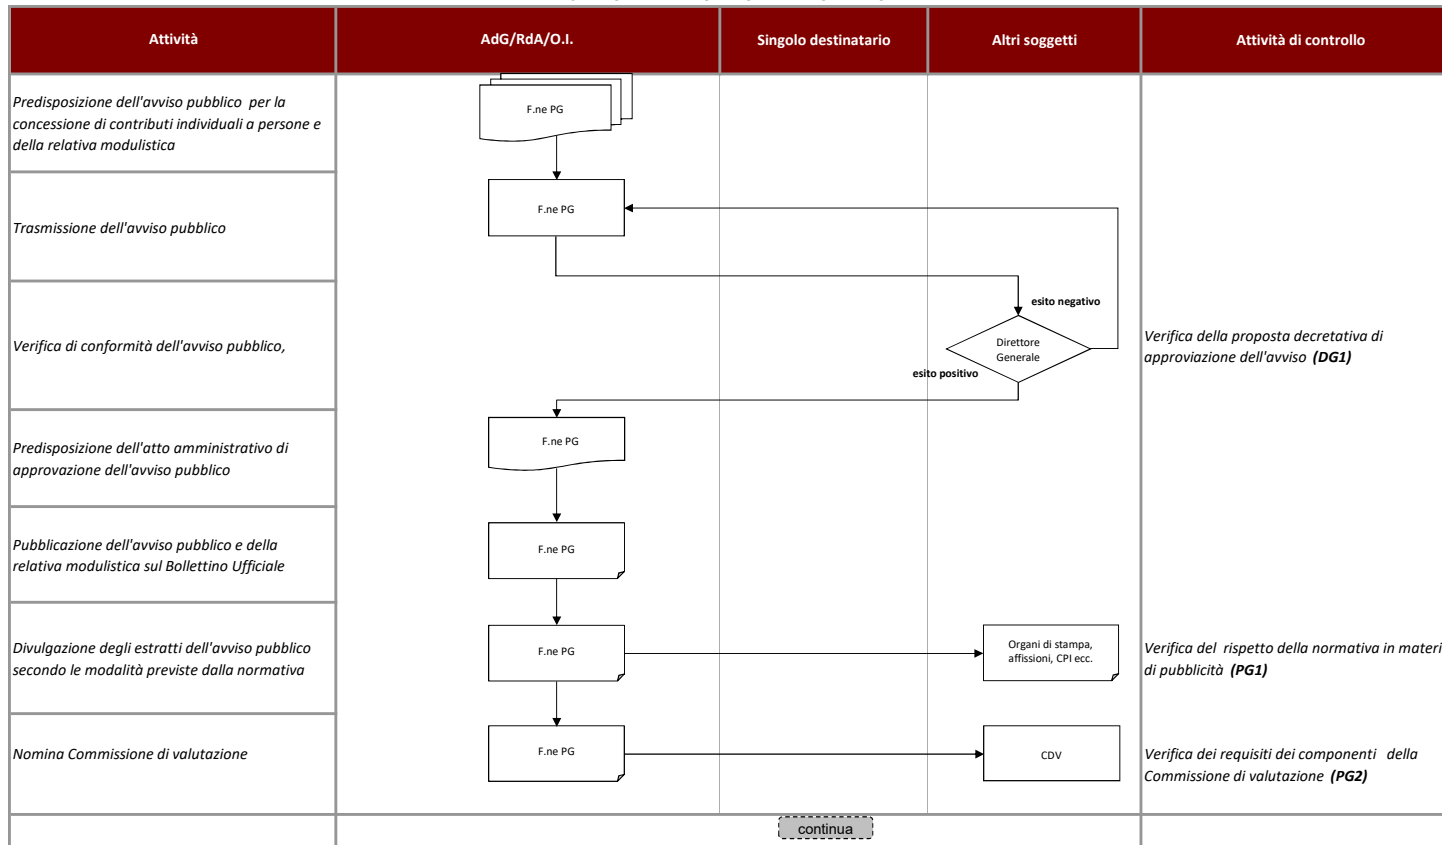 Attività
AdG/RdA/O.I.
Singolo destinatario
Altri soggetti
Attività di controllo
Predisposizione dell'avviso pubblico per la
concessione di contributi individuali a persone e
della relativa modulistica
F.ne PG
Trasmissione dell'avviso pubblico
F.ne PG
esito negativo
Verifica di conformità dell'avviso pubblico,
Direttore
Generale
esito positivo
Verifica della proposta decretativa di
approviazione dell'avviso (DG1)
Predisposizione dell'atto amministrativo di
approvazione dell'avviso pubblico
F.ne PG
Pubblicazione dell'avviso pubblico e della
relativa modulistica sul Bollettino Ufficiale
F.ne PG
Divulgazione degli estratti dell'avviso pubblico
secondo le modalità previste dalla normativa
F.ne PG
Organi di stampa,
affissioni, CPI ecc.
Verifica del rispetto della normativa in materi
di pubblicità (PG1)
Nomina Commissione di valutazione
F.ne PG
CDV
Verifica dei requisiti dei componenti della
Commissione di valutazione (PG2)
continua